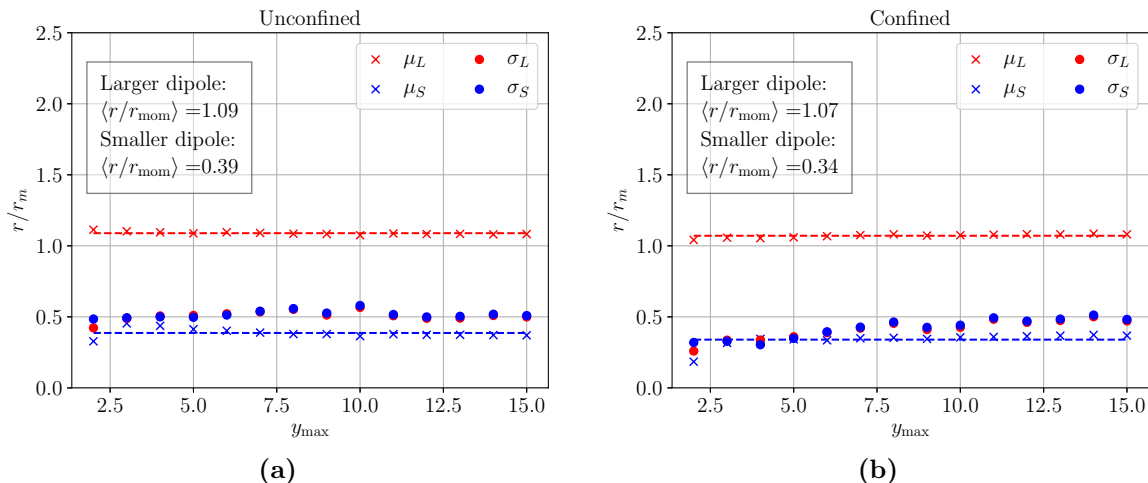 Unconfined
2.5
2.0
1.5
1.0
0.5
0.0
r/r_m
Larger dipole:
⟨r/r_mom⟩ =1.09
Smaller dipole:
⟨r/r_mom⟩ =0.39
μ_L σ_L
μ_S σ_S
2.5 5.0 7.5 10.0 12.5 15.0
y_max
(a)
Confined
2.5
2.0
1.5
1.0
0.5
0.0
r/r_m
Larger dipole:
⟨r/r_mom⟩ =1.07
Smaller dipole:
⟨r/r_mom⟩ =0.34
μ_L σ_L
μ_S σ_S
2.5 5.0 7.5 10.0 12.5 15.0
y_max
(b)